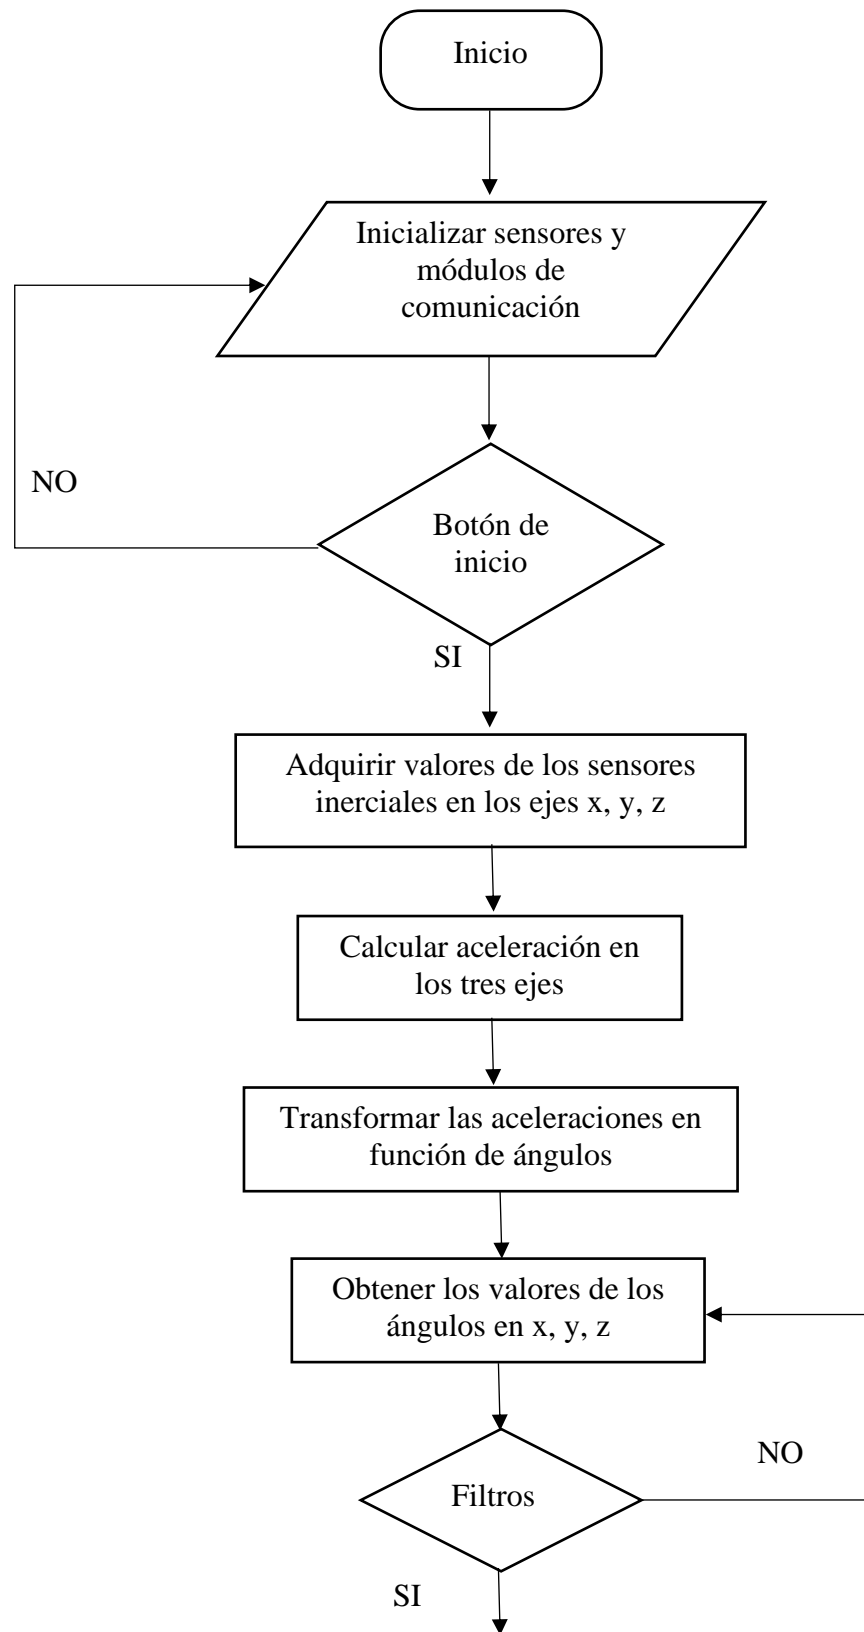 Inicio
Inicializar sensores y
módulos de
comunicación
NO
Botón de
inicio
SI
Adquirir valores de los sensores
inerciales en los ejes x, y, z
Calcular aceleración en
los tres ejes
Transformar las aceleraciones en
función de ángulos
Obtener los valores de los
ángulos en x, y, z
NO
Filtros
SI